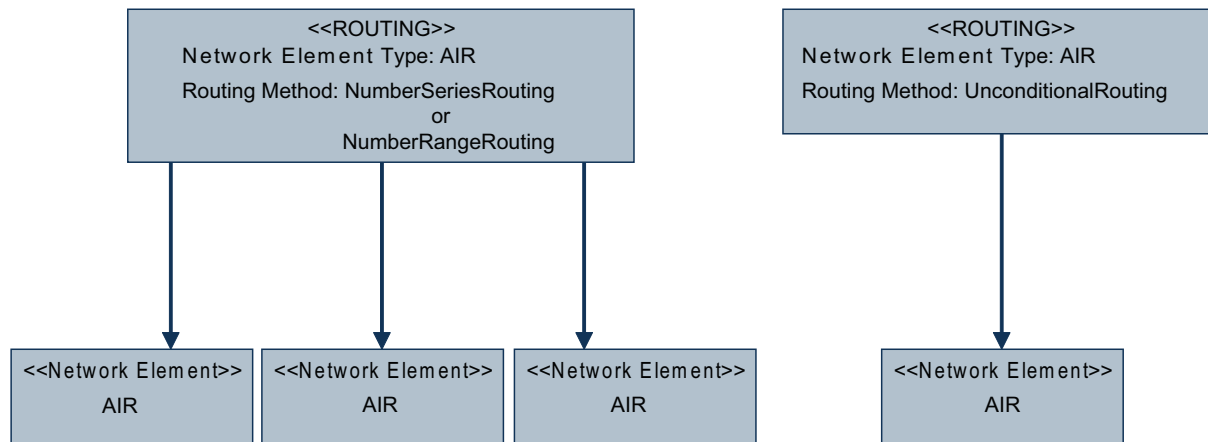 <<ROUTING>>
Network Element Type: AIR
Routing Method: NumberSeriesRouting
or
NumberRangeRouting
<<ROUTING>>
Network Element Type: AIR
Routing Method: UnconditionalRouting
<<Network Element>>
AIR
<<Network Element>>
AIR
<<Network Element>>
AIR
<<Network Element>>
AIR